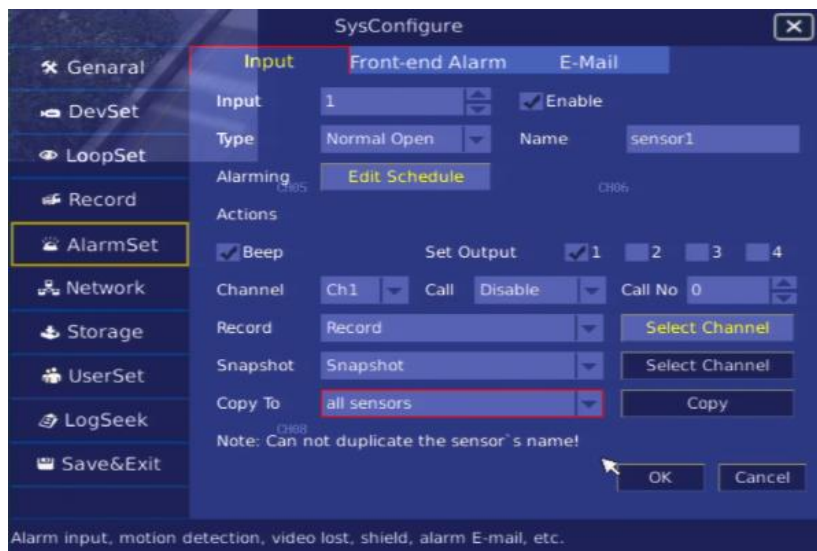 SysConfigure
Genaral
DevSet
LoopSet
Record
AlarmSet
Network
Storage
UserSet
LogSeek
Save&Exit
Input Front-end Alarm E-Mail
Input 1 Enable
Type Normal Open Name sensor1
Alarming Edit Schedule
CH05 CH06
Actions
Beep Set Output 1 2 3 4
Channel Ch1 Call Disable Call No 0
Record Record Select Channel
Snapshot Snapshot Select Channel
Copy To all sensors Copy
CH08
Note: Can not duplicate the sensor`s name!
OK Cancel
Alarm input, motion detection, video lost, shield, alarm E-mail, etc.